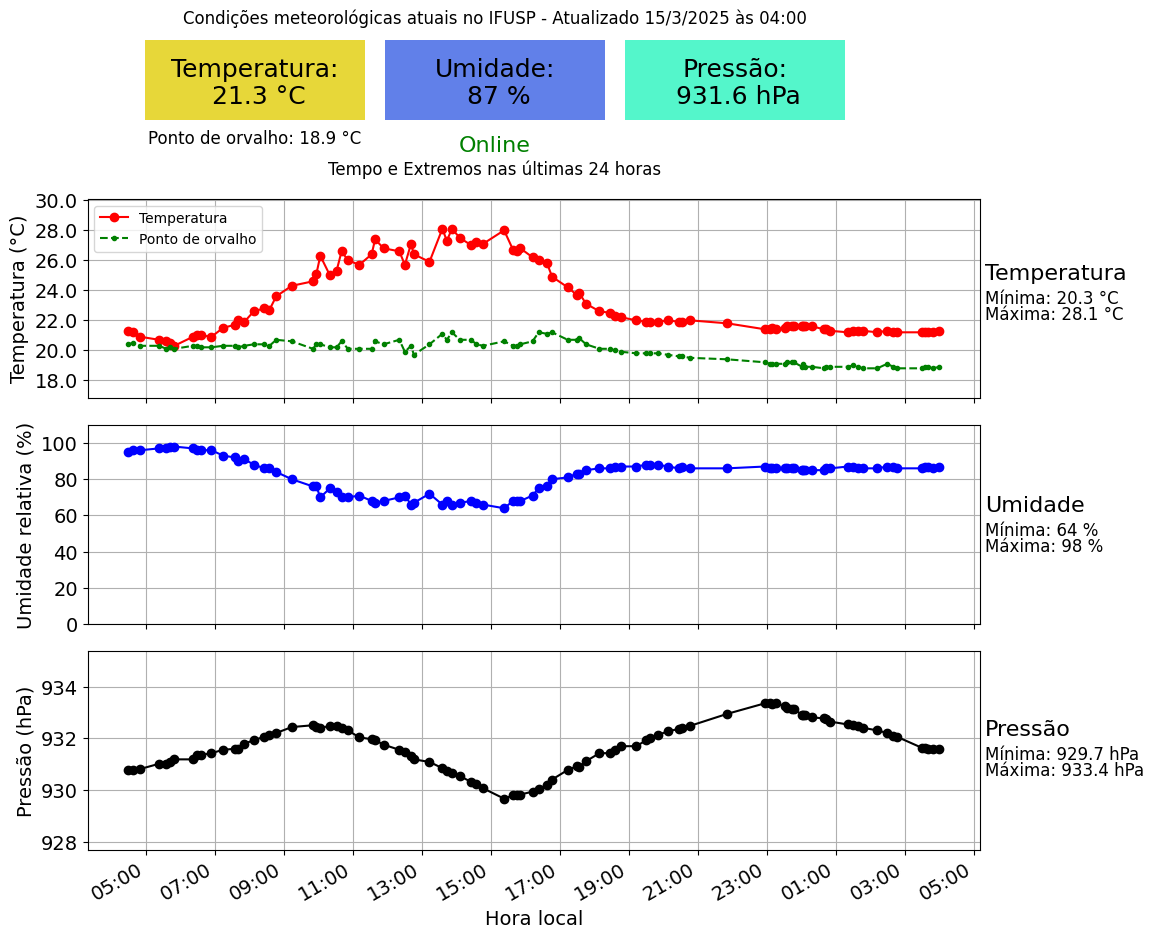 Condições meteorológicas atuais no IFUSP - Atualizado 15/3/2025 às 04:00
Temperatura:
21.3 °C
Umidade:
87 %
Pressão:
931.6 hPa
Ponto de orvalho: 18.9 °C
Online
Tempo e Extremos nas últimas 24 horas
Temperatura (°C)
30.0
28.0
26.0
24.0
22.0
20.0
18.0
Temperatura
Ponto de orvalho
Temperatura
Mínima: 20.3 °C
Máxima: 28.1 °C
Umidade relativa (%)
100
80
60
40
20
0
Umidade
Mínima: 64 %
Máxima: 98 %
Pressão (hPa)
934
932
930
928
Pressão
Mínima: 929.7 hPa
Máxima: 933.4 hPa
05:00 07:00 09:00 11:00 13:00 15:00 17:00 19:00 21:00 23:00 01:00 03:00 05:00
Hora local